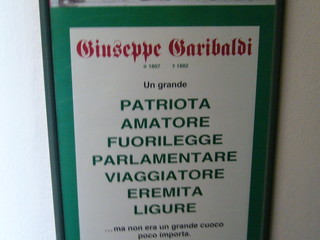 Giuseppe Garibaldi
¤ 1807 † 1882
Un grande
PATRIOTA
AMATORE
FUORILEGGE
PARLAMENTARE
VIAGGIATORE
EREMITA
LIGURE
...ma non era un grande cuoco
poco importa.